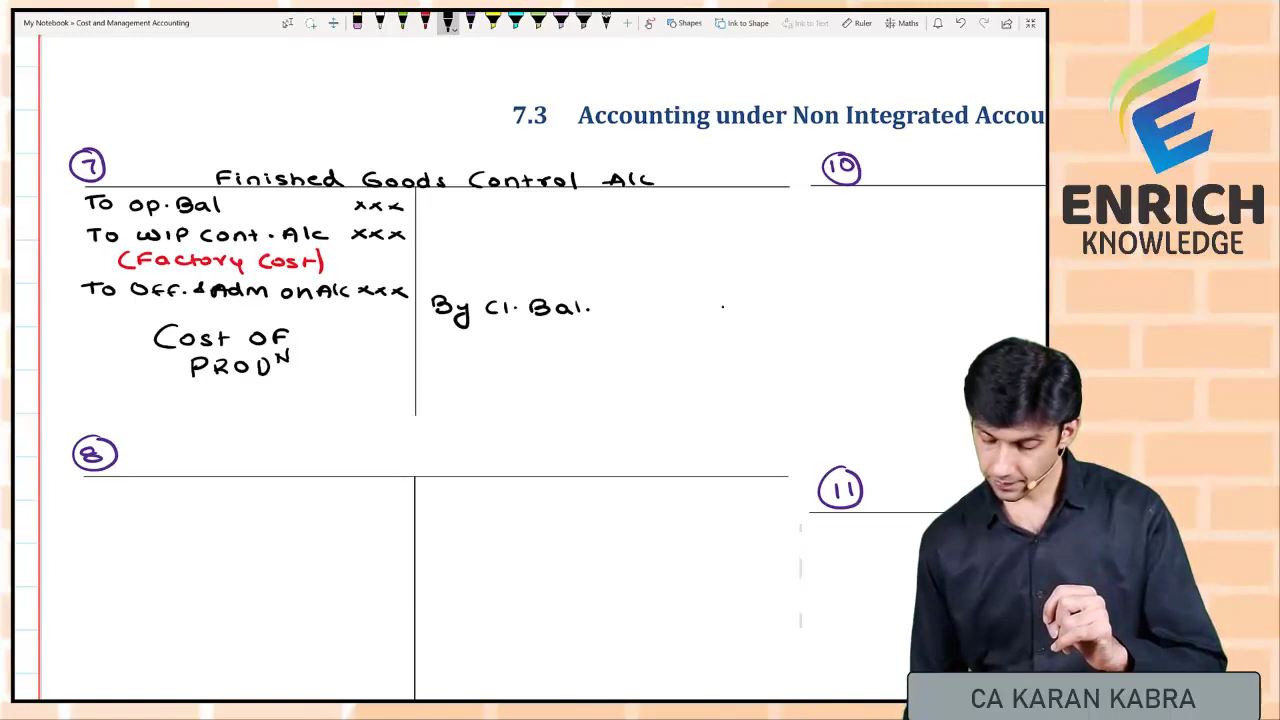 My Notebook » Cost and Management Accounting
Shapes
Ink to Shape
Ink to Text
Ruler
Maths
7.3 Accounting under Non Integrated Accou
7
Finished Goods Control A/c
To op. Bal xxx
To WIP Cont. A/c xxx
(Factory Cost)
To Off. & Adm OH A/c xxx
Cost OF
PRODN
By Cl. Bal.
8
10
11
ENRICH
KNOWLEDGE
CA KARAN KABRA